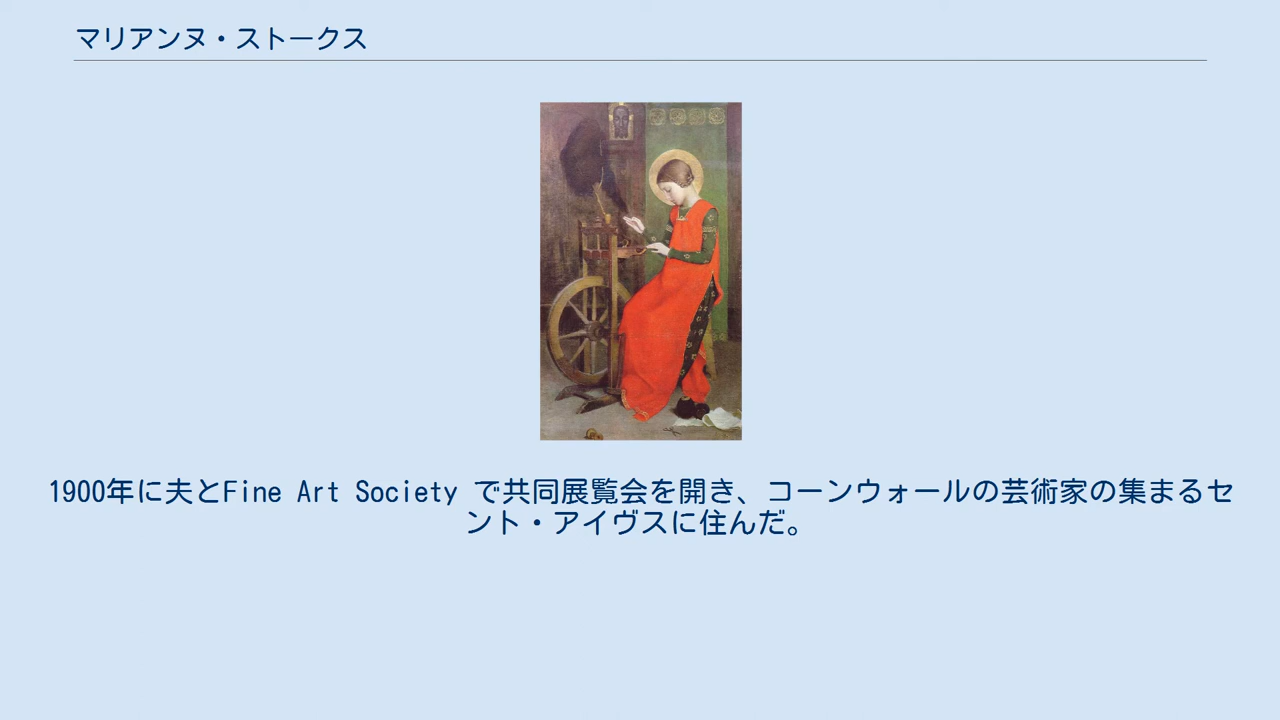 マリアンヌ・ストークス
1900年に夫とFine Art Society で共同展覧会を開き、コーンウォールの芸術家の集まるセ
ント・アイヴスに住んだ。